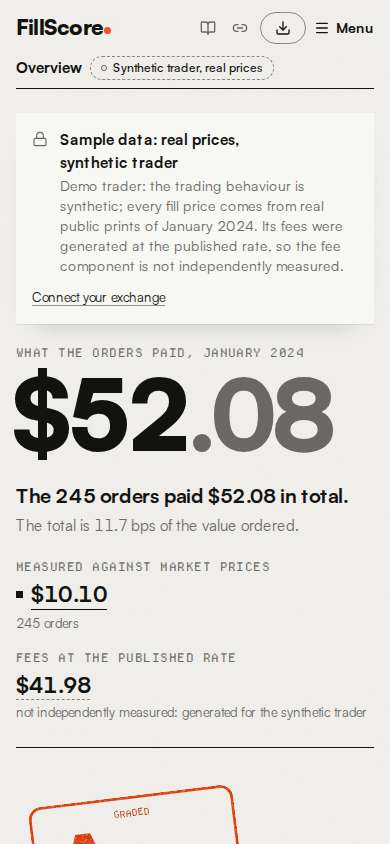 FillScore.
Menu
Overview
Synthetic trader, real prices
Sample data: real prices,
synthetic trader
Demo trader: the trading behaviour is
synthetic; every fill price comes from real
public prints of January 2024. Its fees were
generated at the published rate, so the fee
component is not independently measured.
Connect your exchange
WHAT THE ORDERS PAID, JANUARY 2024
$52.08
The 245 orders paid $52.08 in total.
The total is 11.7 bps of the value ordered.
MEASURED AGAINST MARKET PRICES
$10.10
245 orders
FEES AT THE PUBLISHED RATE
$41.98
not independently measured: generated for the synthetic trader
GRADED